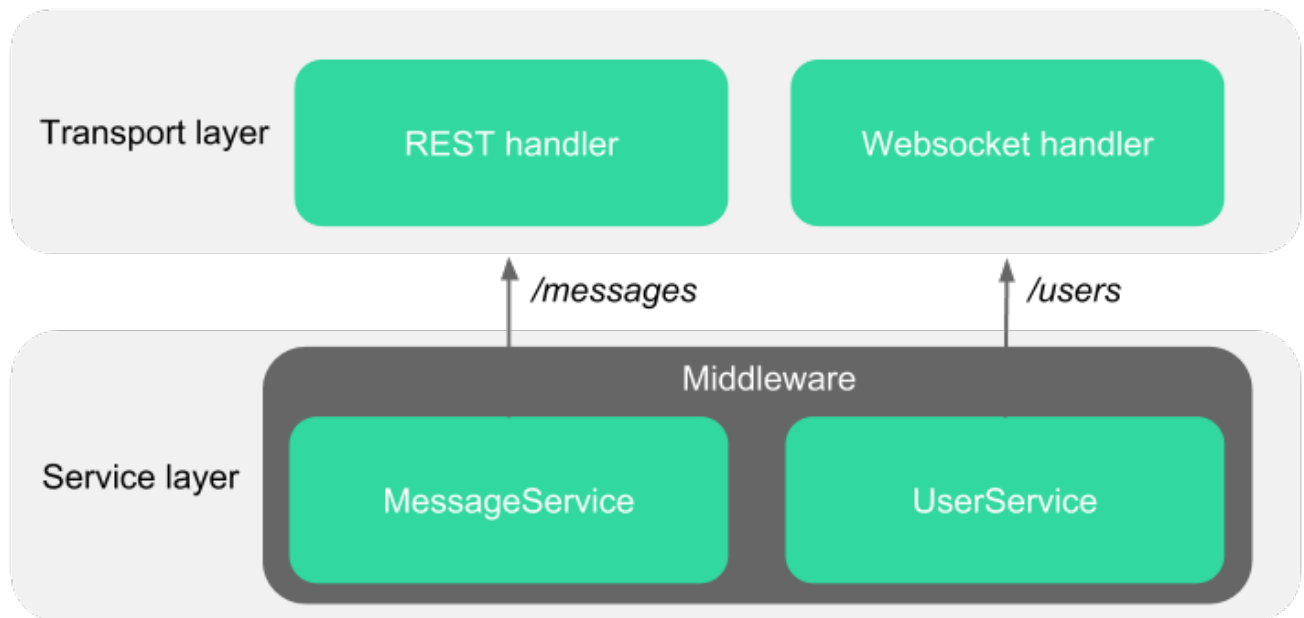 Transport layer
REST handler
Websocket handler
/messages
/users
Middleware
Service layer
MessageService
UserService